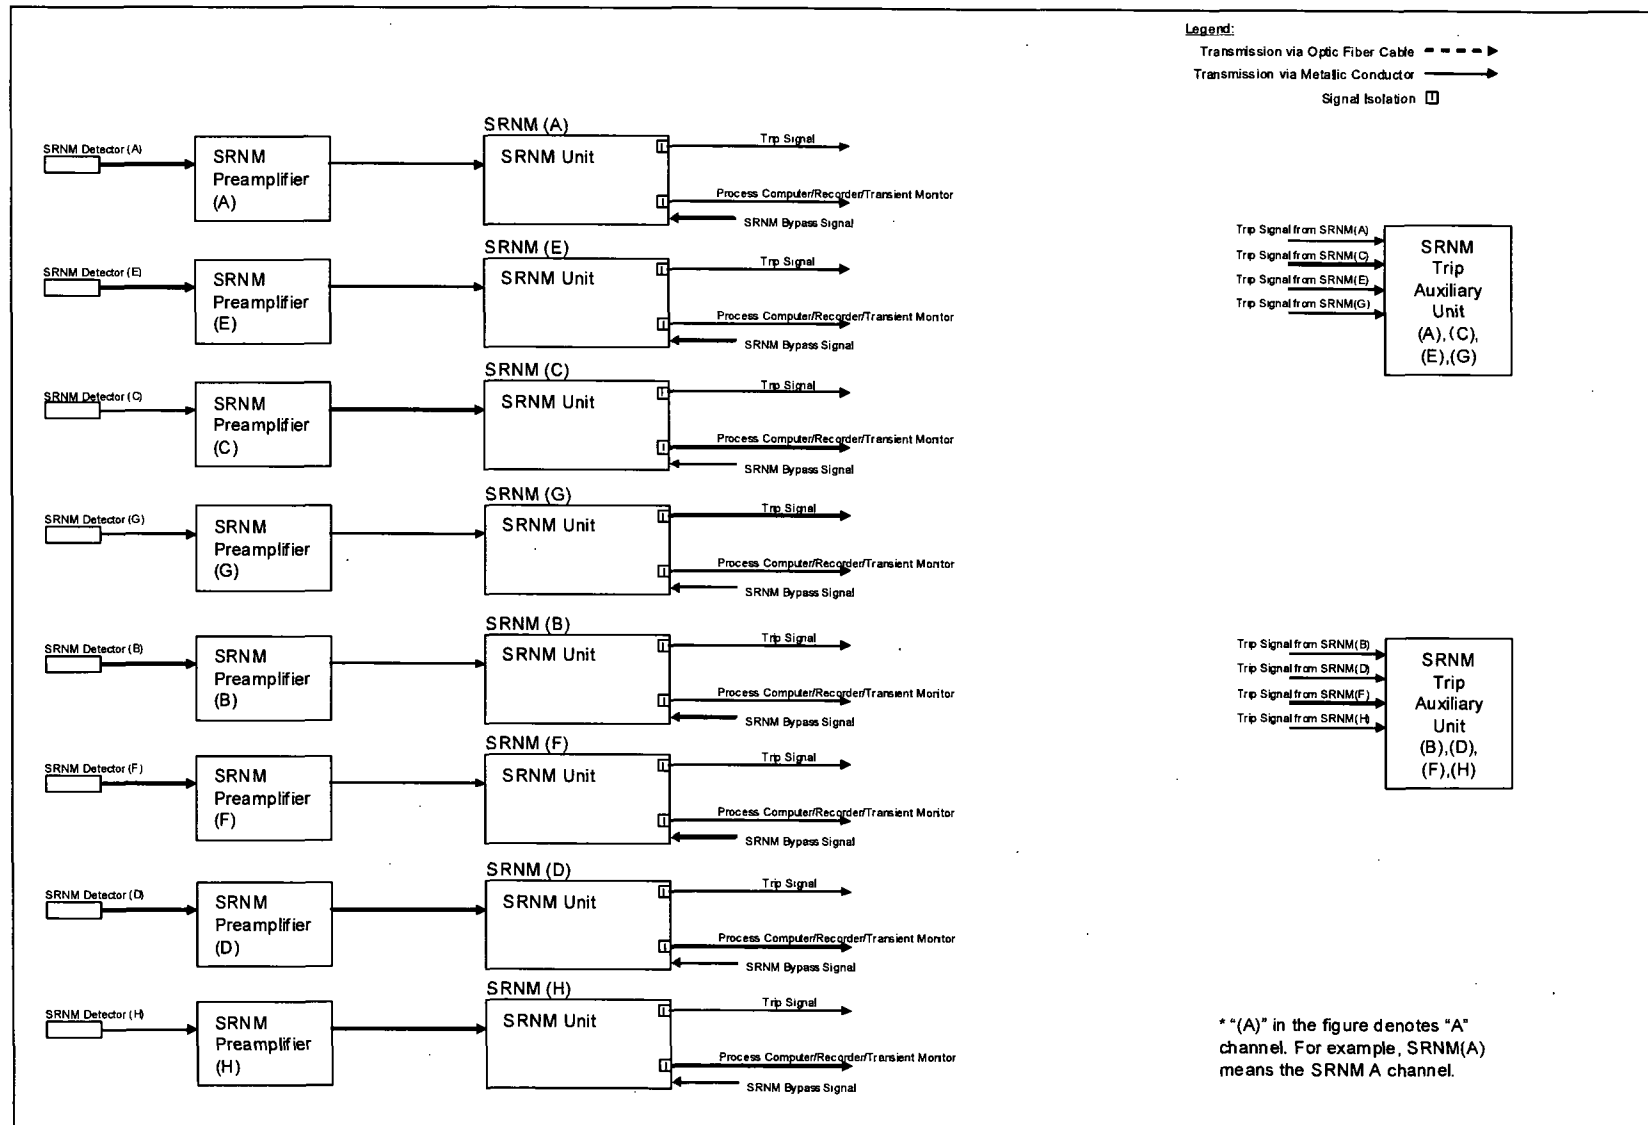 Legend:
Transmission via Optic Fiber Cable
Transmission via Metallic Conductor
Signal Isolation I
SRNM Detector (A)
SRNM
Preamplifier
(A)
SRNM (A)
SRNM Unit
I
Trip Signal
I
Process Computer/Recorder/Transient Monitor
SRNM Bypass Signal
SRNM Detector (E)
SRNM
Preamplifier
(E)
SRNM (E)
SRNM Unit
I
Trip Signal
I
Process Computer/Recorder/Transient Monitor
SRNM Bypass Signal
SRNM Detector (C)
SRNM
Preamplifier
(C)
SRNM (C)
SRNM Unit
I
Trip Signal
I
Process Computer/Recorder/Transient Monitor
SRNM Bypass Signal
SRNM Detector (G)
SRNM
Preamplifier
(G)
SRNM (G)
SRNM Unit
I
Trip Signal
I
Process Computer/Recorder/Transient Monitor
SRNM Bypass Signal
SRNM Detector (B)
SRNM
Preamplifier
(B)
SRNM (B)
SRNM Unit
I
Trip Signal
I
Process Computer/Recorder/Transient Monitor
SRNM Bypass Signal
SRNM Detector (F)
SRNM
Preamplifier
(F)
SRNM (F)
SRNM Unit
I
Trip Signal
I
Process Computer/Recorder/Transient Monitor
SRNM Bypass Signal
SRNM Detector (D)
SRNM
Preamplifier
(D)
SRNM (D)
SRNM Unit
I
Trip Signal
I
Process Computer/Recorder/Transient Monitor
SRNM Bypass Signal
SRNM Detector (H)
SRNM
Preamplifier
(H)
SRNM (H)
SRNM Unit
I
Trip Signal
I
Process Computer/Recorder/Transient Monitor
SRNM Bypass Signal
Trip Signal from SRNM(A)
Trip Signal from SRNM(C)
Trip Signal from SRNM(E)
Trip Signal from SRNM(G)
SRNM
Trip
Auxiliary
Unit
(A),(C),
(E),(G)
Trip Signal from SRNM(B)
Trip Signal from SRNM(D)
Trip Signal from SRNM(F)
Trip Signal from SRNM(H)
SRNM
Trip
Auxiliary
Unit
(B),(D),
(F),(H)
* "(A)" in the figure denotes "A"
channel. For example, SRNM(A)
means the SRNM A channel.